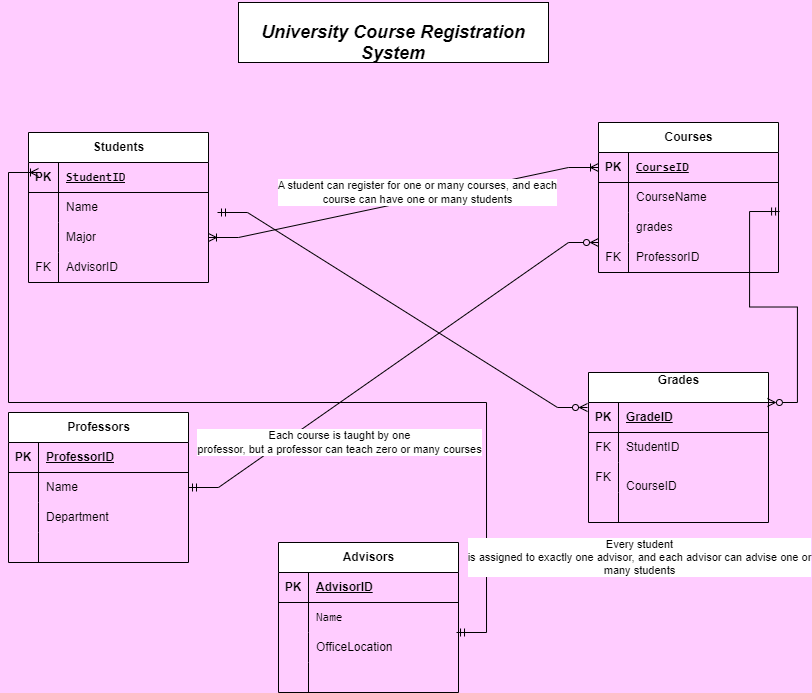 University Course Registration
System
Students
PK StudentID
Name
Major
FK AdvisorID
A student can register for one or many courses, and each
course can have one or many students
Courses
PK CourseID
CourseName
grades
FK ProfessorID
Professors
PK ProfessorID
Name
Department
Each course is taught by one
professor, but a professor can teach zero or many courses
Grades
PK GradeID
FK StudentID
FK CourseID
Advisors
PK AdvisorID
Name
OfficeLocation
Every student
is assigned to exactly one advisor, and each advisor can advise one or
many students